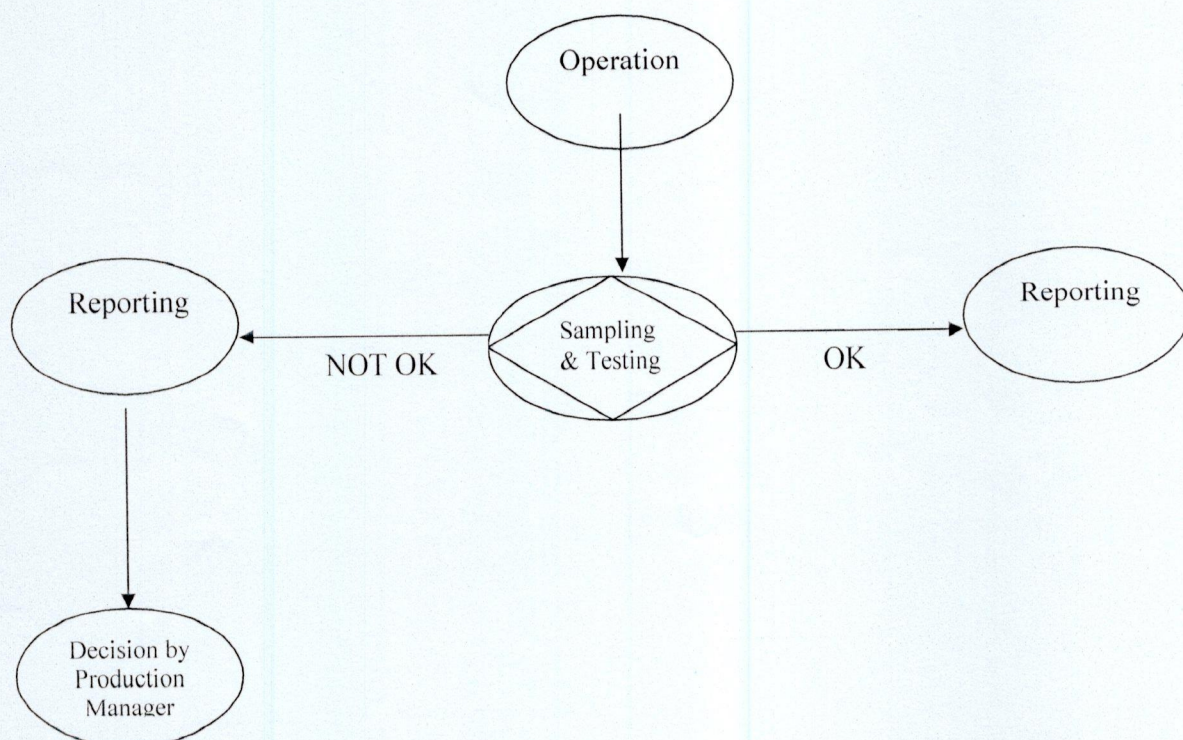 Operation
Reporting
Sampling
& Testing
Reporting
NOT OK
OK
Decision by
Production
Manager